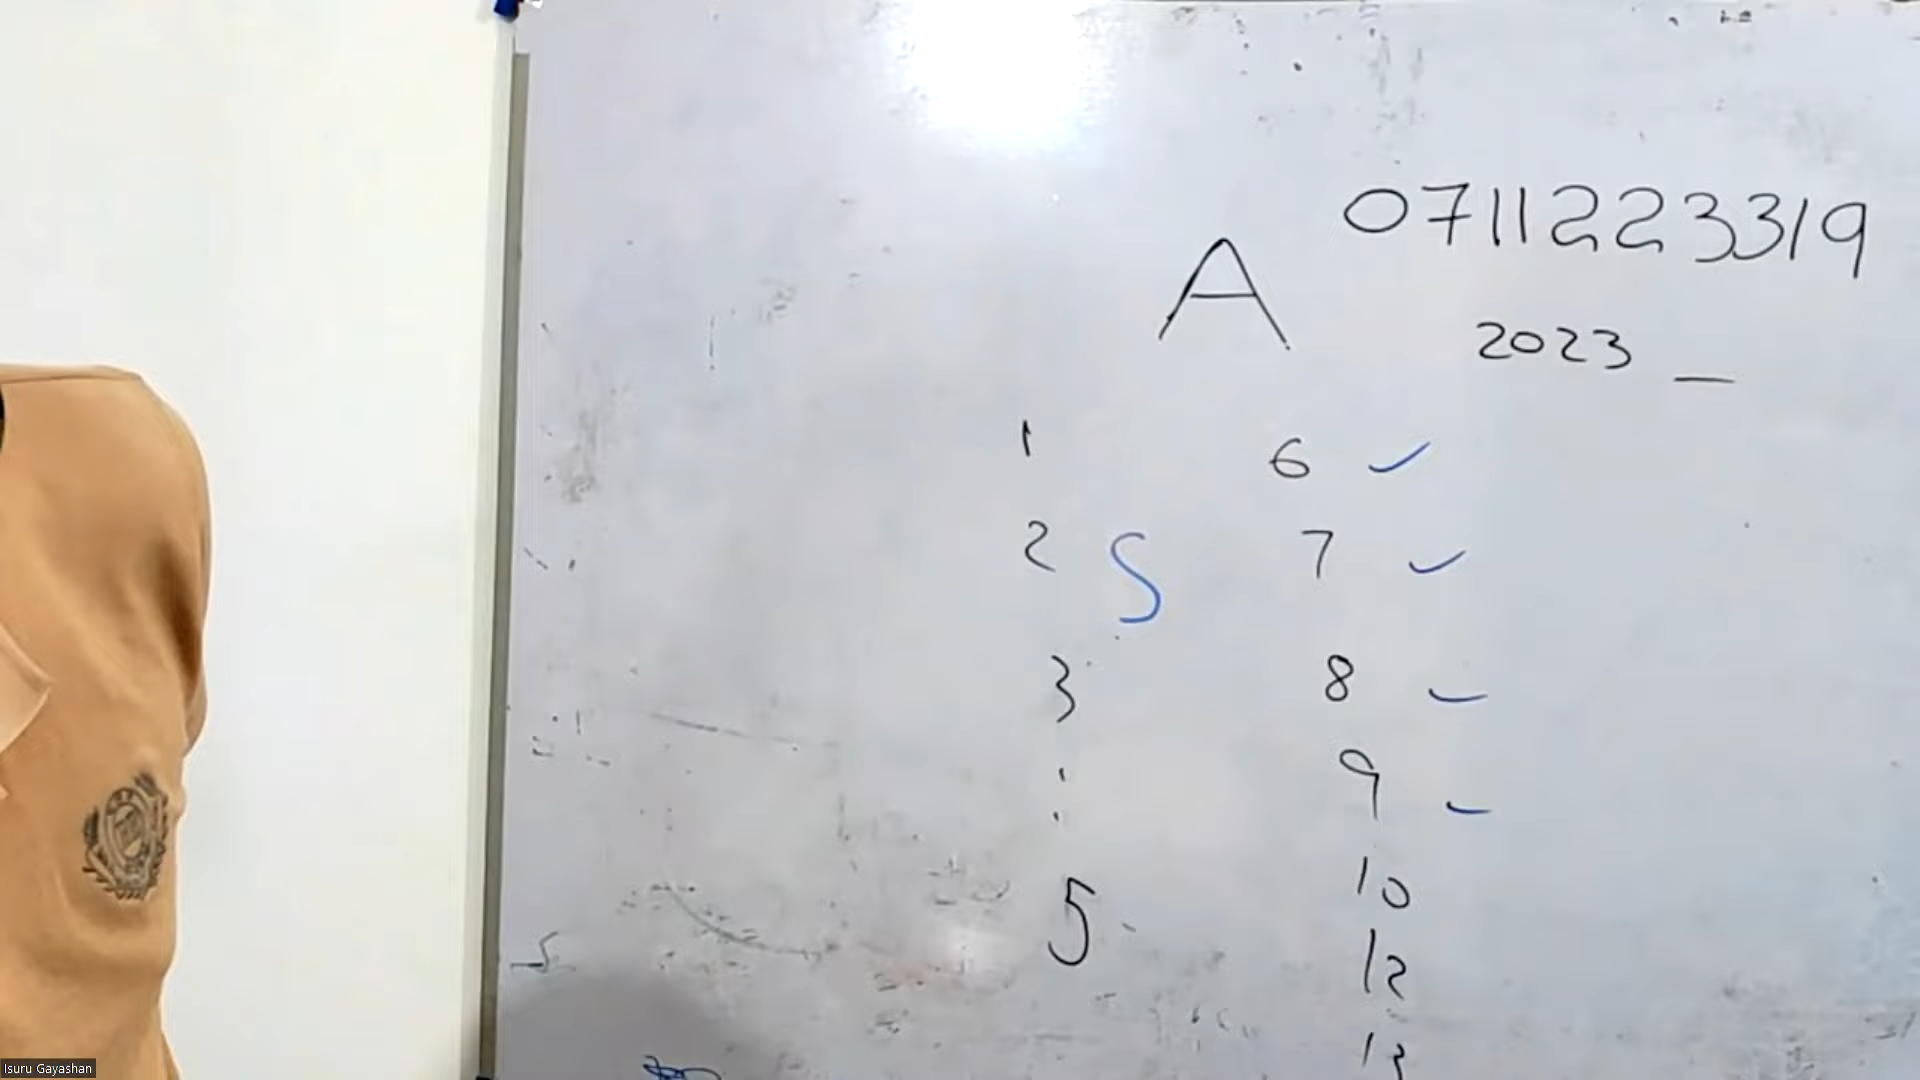 0711223319
A
2023 _
1 6 ✓
2 S 7 ✓
3 8 ✓
9 ✓
5 10
12
13
Isuru Gayashan